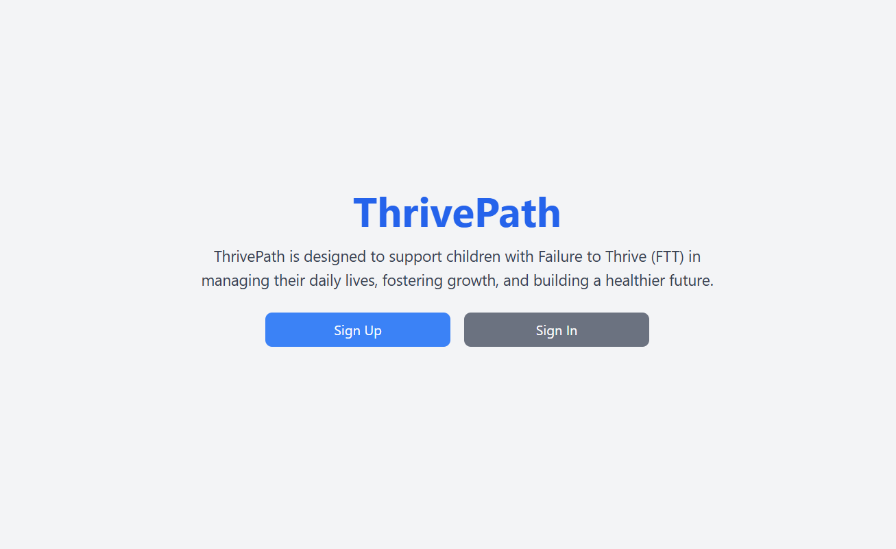 ThrivePath
ThrivePath is designed to support children with Failure to Thrive (FTT) in
managing their daily lives, fostering growth, and building a healthier future.
Sign Up
Sign In